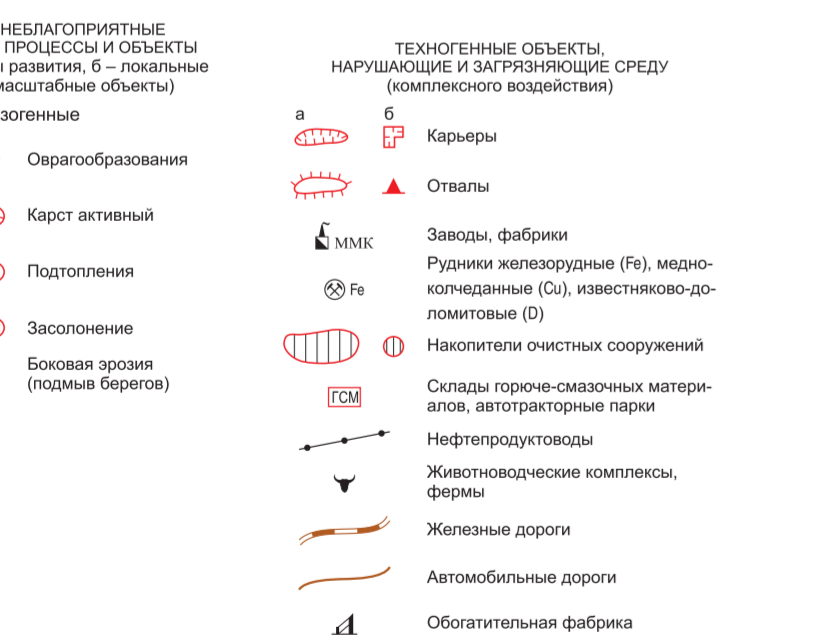 НЕБЛАГОПРИЯТНЫЕ
ПРОЦЕССЫ И ОБЪЕКТЫ
развития, б – локальные
объекты)
Оврагообразования
Карст активный
Подтопления
Засолонение
Боковая эрозия
(подмыв берегов)
ТЕХНОГЕННЫЕ ОБЪЕКТЫ,
НАРУШАЮЩИЕ И ЗАГРЯЗНЯЮЩИЕ СРЕДУ
(комплексного воздействия)
а б
Карьеры
Отвалы
ММК Заводы, фабрики
Рудники железорудные (Fe), медно-
Fe колчеданные (Cu), известняково-до-
ломитовые (D)
Накопители очистных сооружений
Склады горюче-смазочных матери-
ГСМ алов, автотракторные парки
Нефтепродуктоводы
Животноводческие комплексы,
фермы
Железные дороги
Автомобильные дороги
Обогатительная фабрика